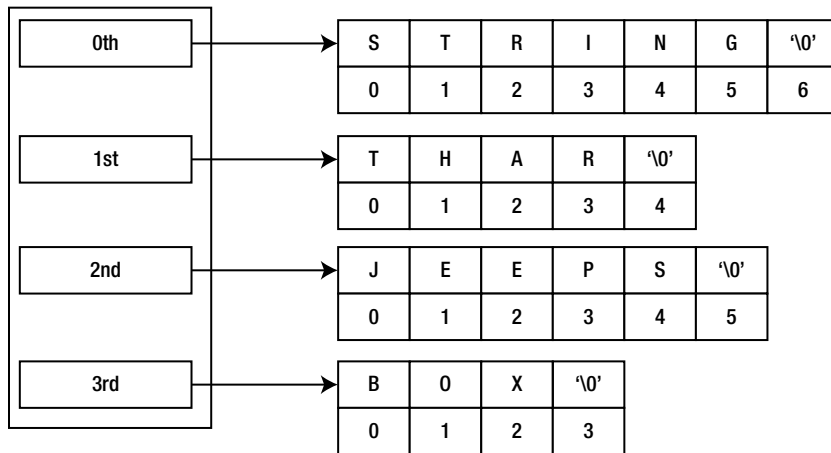 0th S T R I N G ‘\0’
0 1 2 3 4 5 6
1st T H A R ‘\0’
0 1 2 3 4
2nd J E E P S ‘\0’
0 1 2 3 4 5
3rd B O X ‘\0’
0 1 2 3